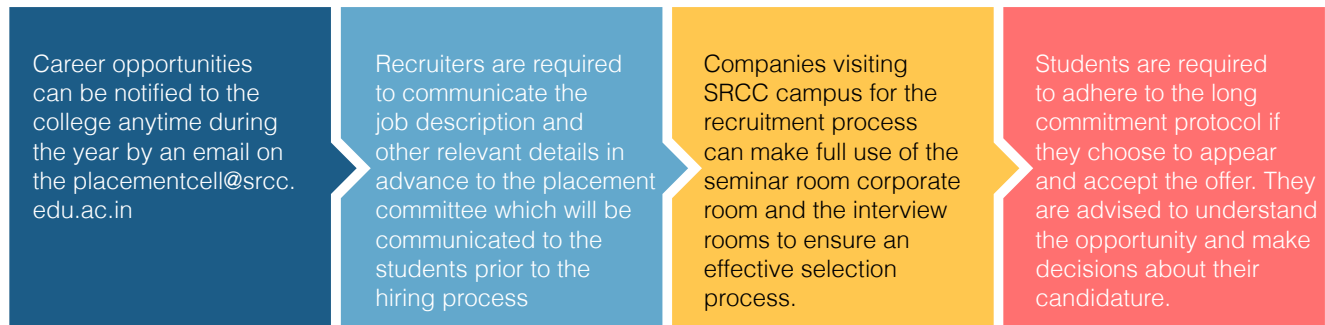 Career opportunities
can be notified to the
college anytime during
the year by an email on
the placementcell@srcc.
edu.ac.in
Recruiters are required
to communicate the
job description and
other relevant details in
advance to the placement
committee which will be
communicated to the
students prior to the
hiring process
Companies visiting
SRCC campus for the
recruitment process
can make full use of the
seminar room corporate
room and the interview
rooms to ensure an
effective selection
process.
Students are required
to adhere to the long
commitment protocol if
they choose to appear
and accept the offer. They
are advised to understand
the opportunity and make
decisions about their
candidature.